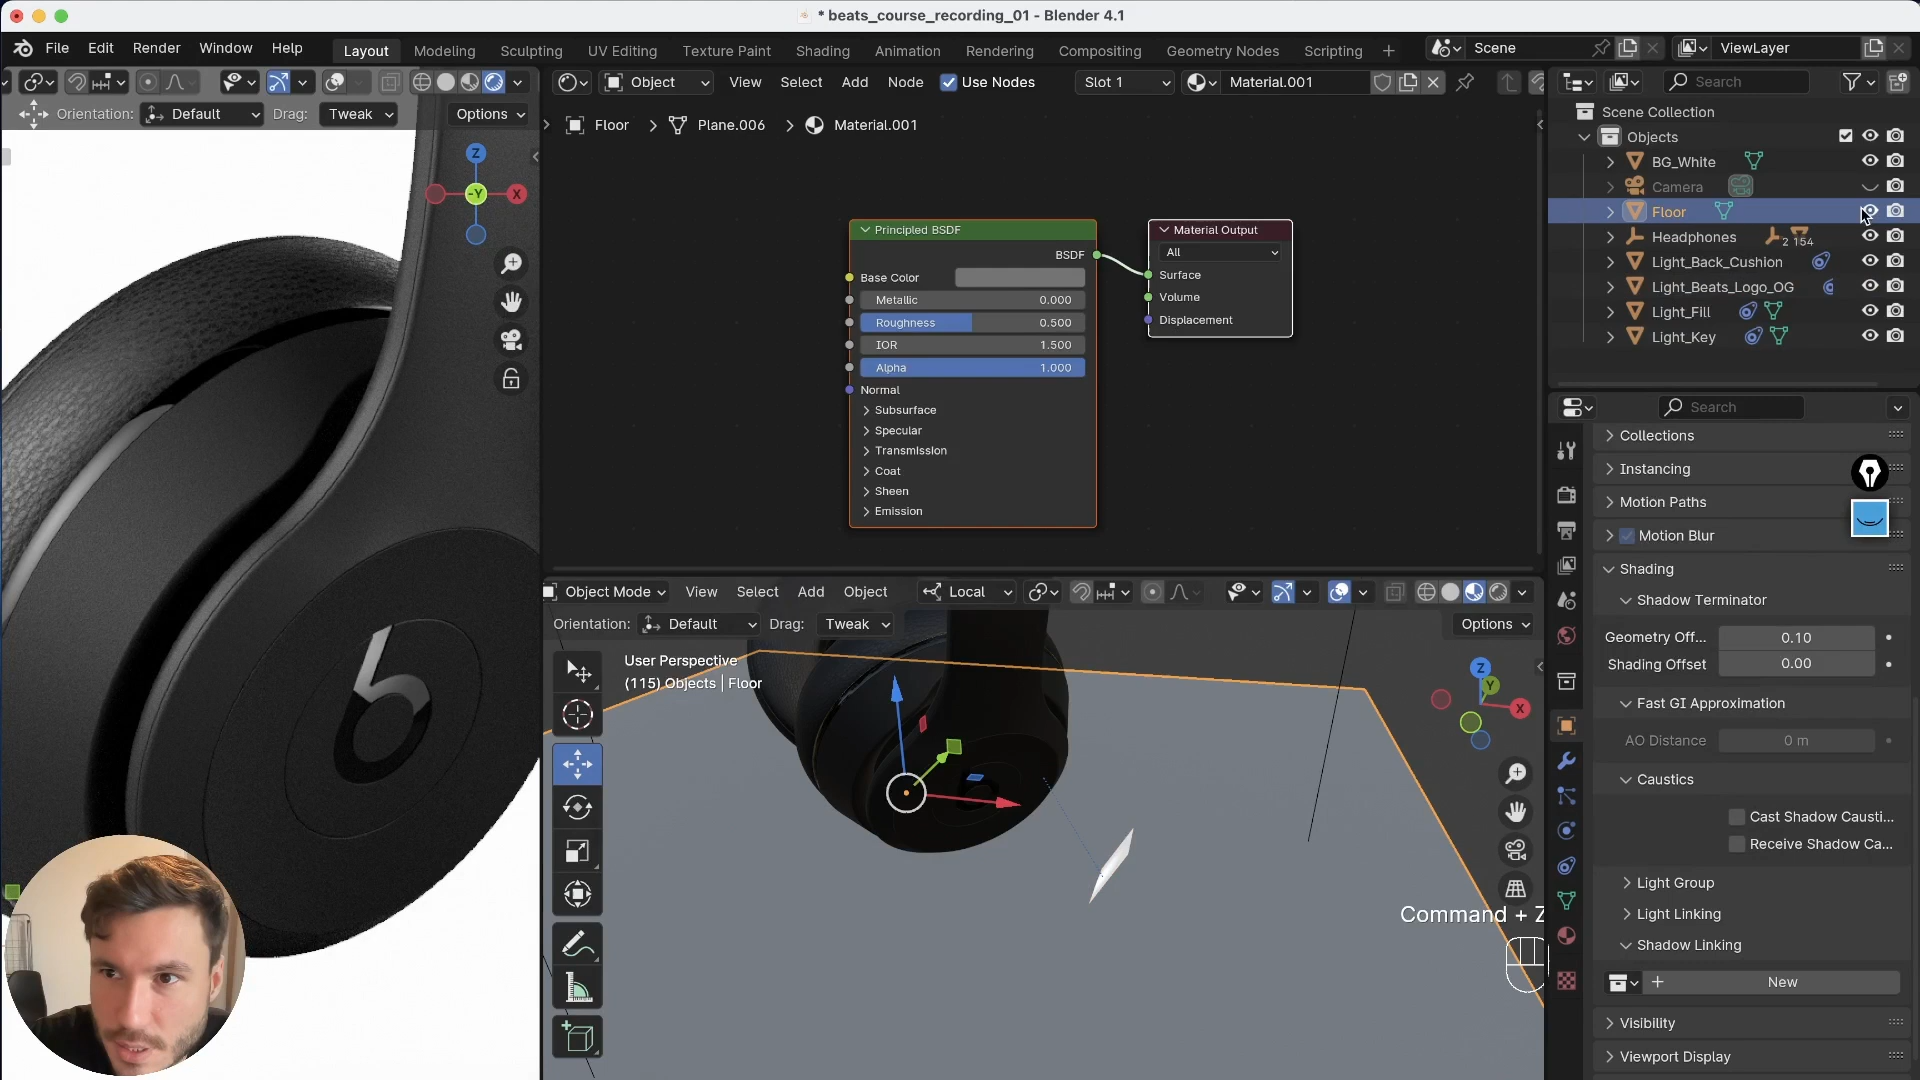 * beats_course_recording_01 - Blender 4.1
File Edit Render Window Help Layout Modeling Sculpting UV Editing Texture Paint Shading Animation Rendering Compositing Geometry Nodes Scripting + Scene ViewLayer
Object View Select Add Node Use Nodes Slot 1 Material.001 Search
Orientation: Default Drag: Tweak Options
Floor Plane.006 Material.001
Scene Collection
Objects
BG_White
Camera
Floor
Headphones 2 154
Light_Back_Cushion
Light_Beats_Logo_OG
Light_Fill
Light_Key
Z
-Y X
Principled BSDF
BSDF
Base Color
Metallic 0.000
Roughness 0.500
IOR 1.500
Alpha 1.000
Normal
Subsurface
Specular
Transmission
Coat
Sheen
Emission
Material Output
All
Surface
Volume
Displacement
Search
Collections
Instancing
Motion Paths
Motion Blur
Shading
Shadow Terminator
Geometry Off... 0.10
Shading Offset 0.00
Fast GI Approximation
AO Distance 0 m
Caustics
Cast Shadow Causti...
Receive Shadow Ca...
Light Group
Light Linking
Shadow Linking
+ New
Visibility
Viewport Display
Object Mode View Select Add Object Local
Orientation: Default Drag: Tweak Options
User Perspective
(115) Objects | Floor
Z
Y
X
Command + Z
b